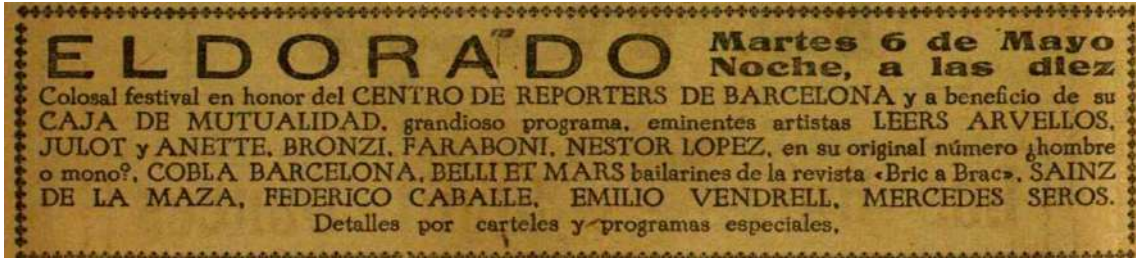 ELDORADO
Martes 6 de Mayo
Noche, a las diez
Colosal festival en honor del CENTRO DE REPORTERS DE BARCELONA y a beneficio de su
CAJA DE MUTUALIDAD, grandioso programa, eminentes artistas LEERS ARVELLOS,
JULOT y ANETTE, BRONZI, FARABONI, NESTOR LOPEZ, en su original número ¿hombre
o mono?, COBLA BARCELONA, BELLI ET MARS bailarines de la revista «Bric a Brac», SAINZ
DE LA MAZA, FEDERICO CABALLE, EMILIO VENDRELL, MERCEDES SEROS.
Detalles por carteles y programas especiales.